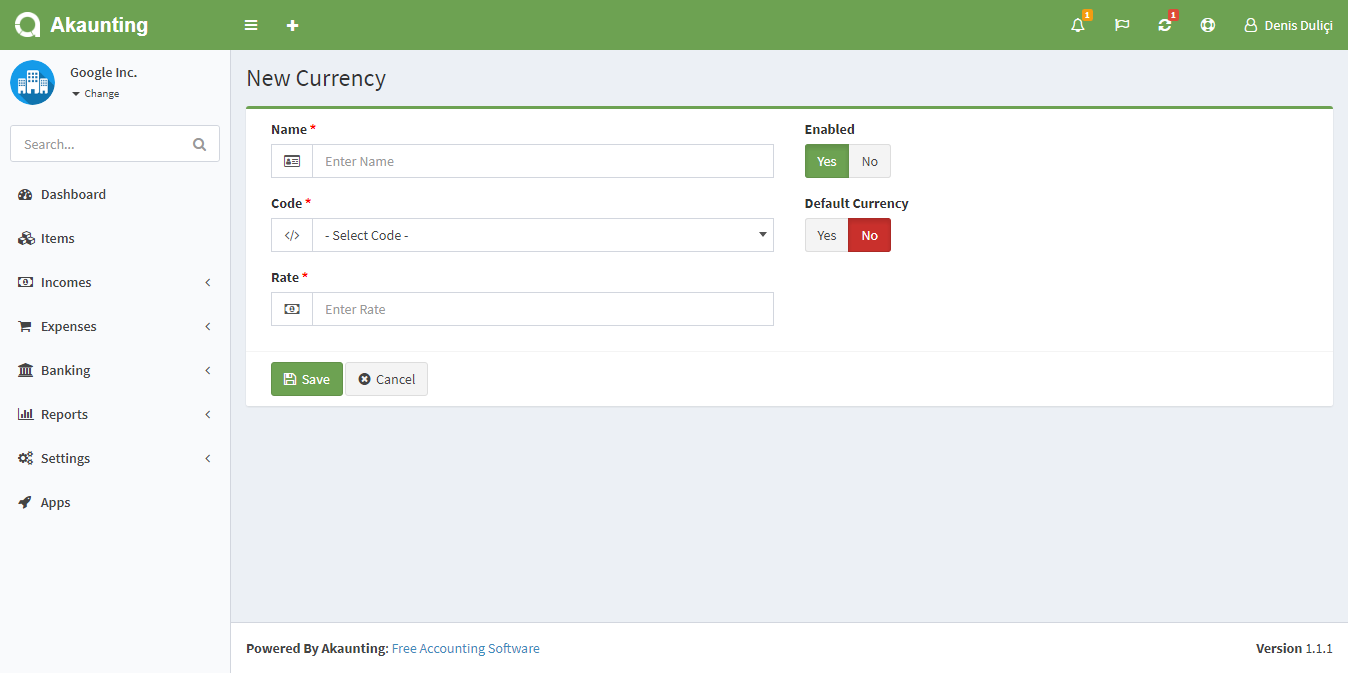 Akaunting
1
1
Denis Duliçi
Google Inc.
Change
Search...
Dashboard
Items
Incomes
Expenses
Banking
Reports
Settings
Apps
New Currency
Name *
Enter Name
Enabled
Yes No
Code *
- Select Code -
Default Currency
Yes No
Rate *
Enter Rate
Save
Cancel
Powered By Akaunting: Free Accounting Software
Version 1.1.1